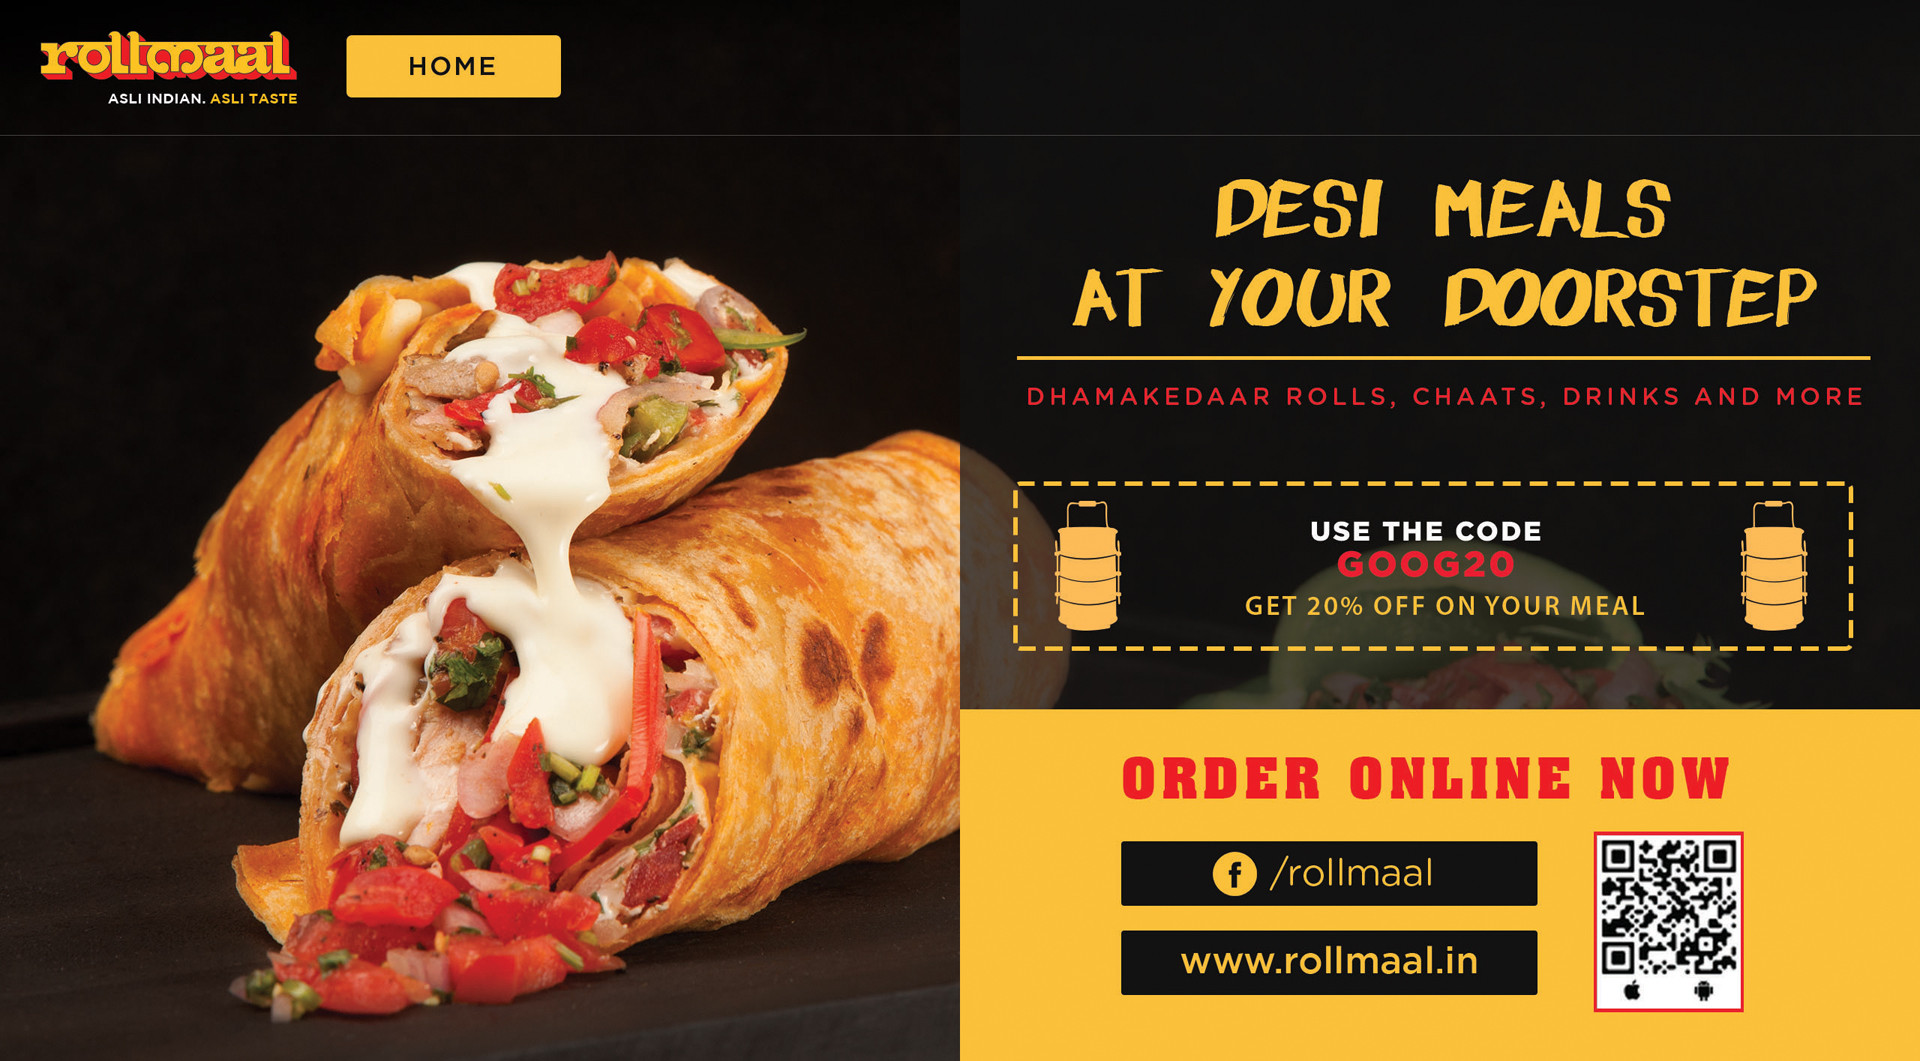 rollmaal
ASLI INDIAN. ASLI TASTE
HOME
DESI MEALS
AT YOUR DOORSTEP
DHAMAKEDAAR ROLLS, CHAATS, DRINKS AND MORE
USE THE CODE
GOOG20
GET 20% OFF ON YOUR MEAL
ORDER ONLINE NOW
/rollmaal
www.rollmaal.in